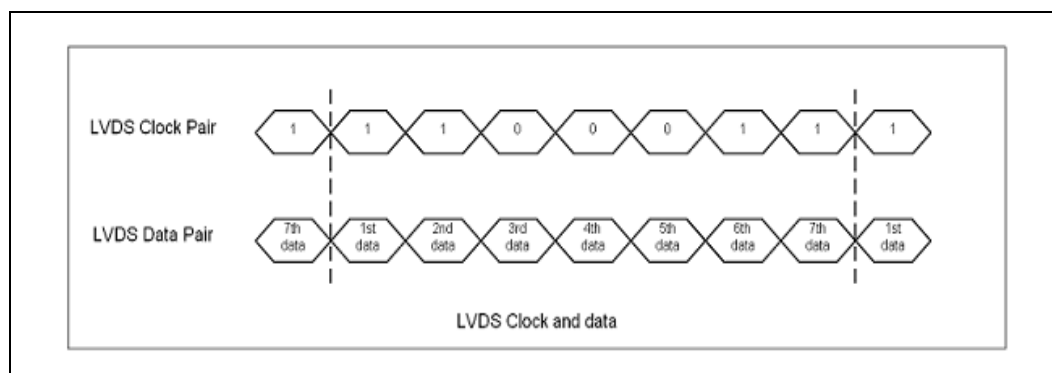 LVDS Clock Pair 1 1 1 0 0 0 1 1 1
LVDS Data Pair 7th data 1st data 2nd data 3rd data 4th data 5th data 6th data 7th data 1st data
LVDS Clock and data